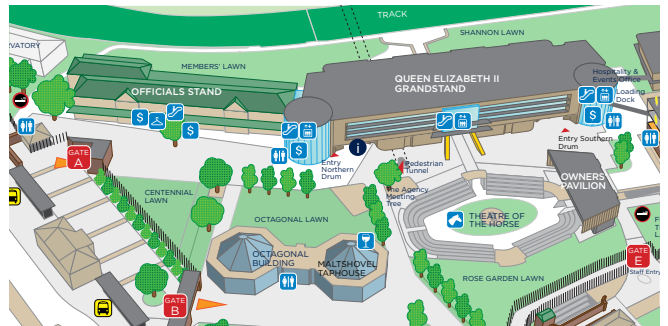 TRACK
SHANNON LAWN
RVATORY
MEMBERS' LAWN
QUEEN ELIZABETH II
GRANDSTAND
Hospitality &
Events Office
Loading
Dock
OFFICIALS STAND
$
$
$
$
i
Entry
Northern
Drum
Entry Southern
Drum
Pedestrian
Tunnel
GATE
A
The Agency
Meeting
Tree
OWNERS
PAVILION
CENTENNIAL
LAWN
OCTAGONAL LAWN
THEATRE OF
THE HORSE
OCTAGONAL
BUILDING
MALTSHOVEL
TAPHOUSE
GATE
E
Staff Entry
ROSE GARDEN LAWN
GATE
B